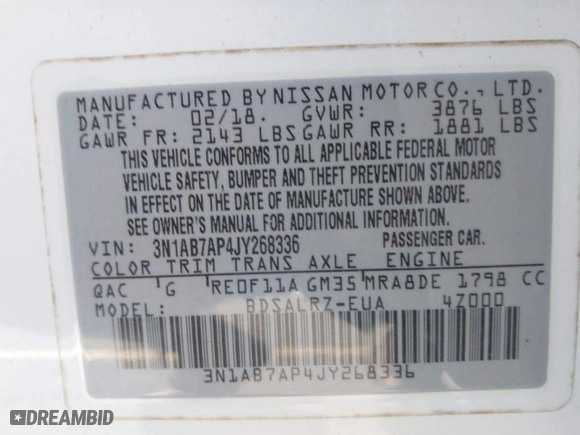 MANUFACTURED BY NISSAN MOTOR CO., LTD.
DATE: 02/18. GVWR: 3876 LBS
GAWR FR: 2143 LBS GAWR RR: 1881 LBS
THIS VEHICLE CONFORMS TO ALL APPLICABLE FEDERAL MOTOR
VEHICLE SAFETY, BUMPER AND THEFT PREVENTION STANDARDS
IN EFFECT ON THE DATE OF MANUFACTURE SHOWN ABOVE.
SEE OWNER'S MANUAL FOR ADDITIONAL INFORMATION.
VIN: 3N1AB7AP4JY268336 PASSENGER CAR.
COLOR TRIM TRANS AXLE ENGINE
QAC G RE0F11A GM35 MRA8DE 1798 CC
MODEL: BDSALRZ-EUA 4Z000
3N1AB7AP4JY268336
DREAMBID